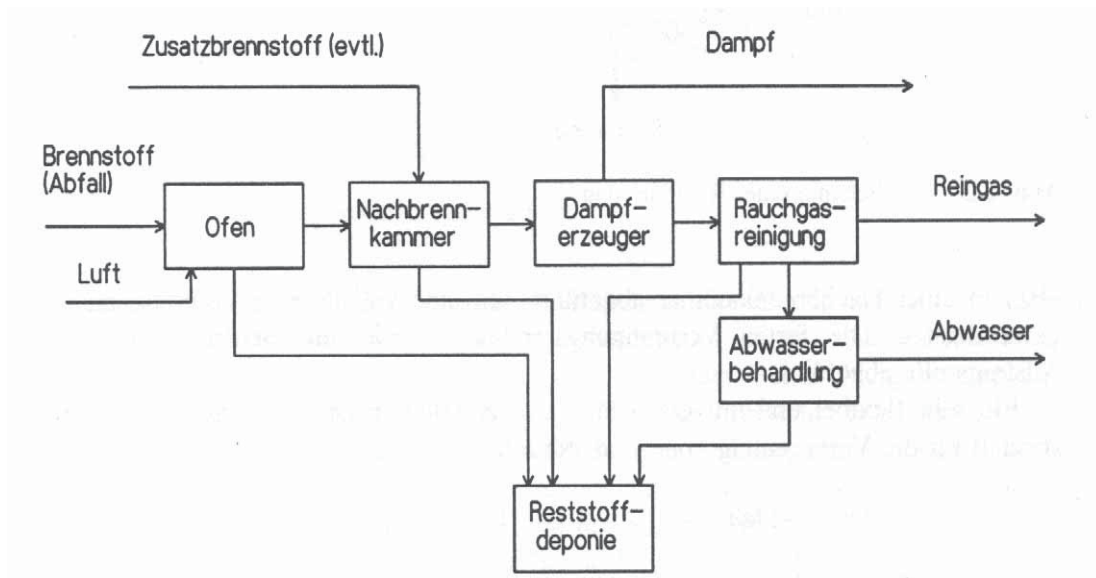 Zusatzbrennstoff (evtl.)
Dampf
Brennstoff
(Abfall)
Ofen
Nachbrenn-
kammer
Dampf-
erzeuger
Rauchgas-
reinigung
Reingas
Luft
Abwasser-
behandlung
Abwasser
Reststoff-
deponie